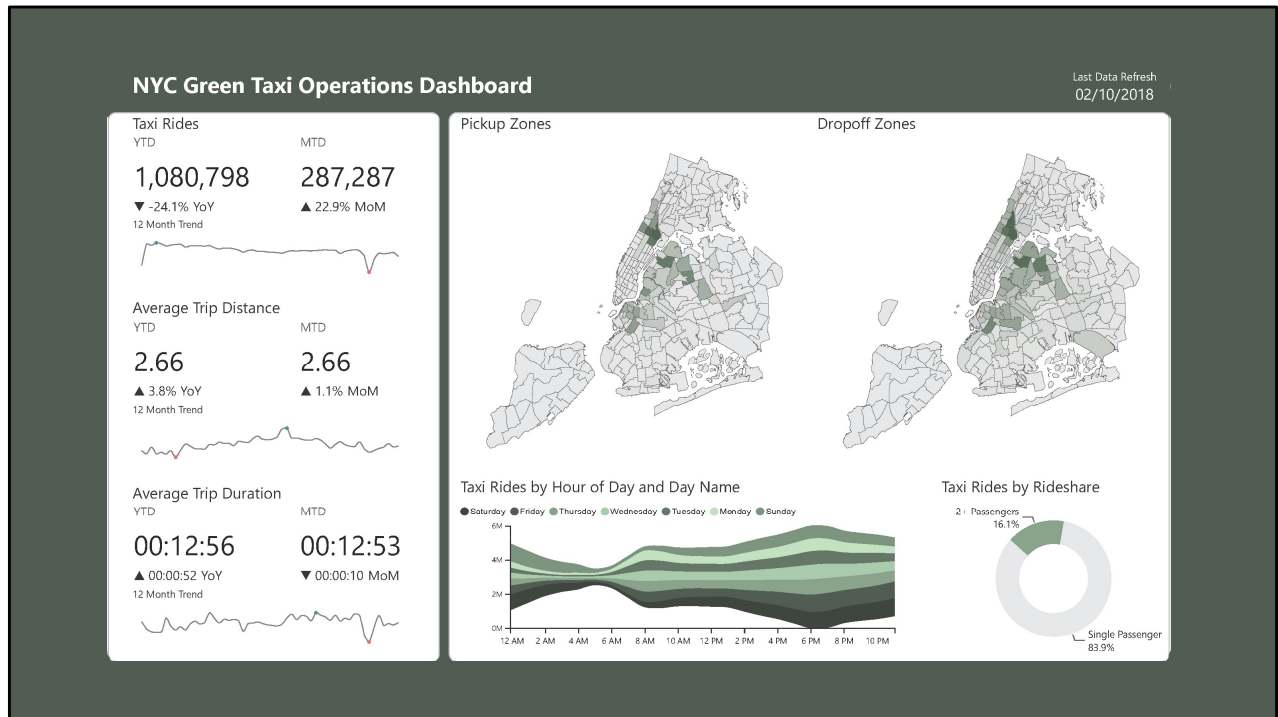 NYC Green Taxi Operations Dashboard
Last Data Refresh
02/10/2018
Taxi Rides
YTD
MTD
1,080,798
287,287
▼ -24.1% YoY
▲ 22.9% MoM
12 Month Trend
Average Trip Distance
YTD
MTD
2.66
2.66
▲ 3.8% YoY
▲ 1.1% MoM
12 Month Trend
Average Trip Duration
YTD
MTD
00:12:56
00:12:53
▲ 00:00:52 YoY
▼ 00:00:10 MoM
12 Month Trend
Pickup Zones
Dropoff Zones
Taxi Rides by Hour of Day and Day Name
Saturday Friday Thursday Wednesday Tuesday Monday Sunday
6M
4M
2M
0M
12 AM 2 AM 4 AM 6 AM 8 AM 10 AM 12 PM 2 PM 4 PM 6 PM 8 PM 10 PM
Taxi Rides by Rideshare
2+ Passengers
16.1%
Single Passenger
83.9%